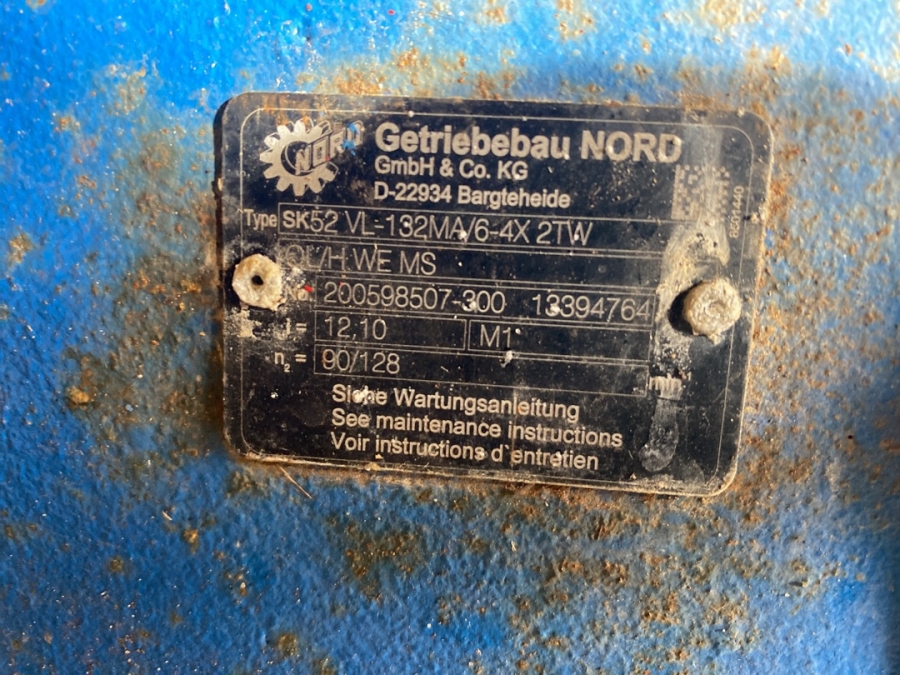 NORD
Getriebebau NORD
GmbH & Co. KG
D-22934 Bargteheide
Type SK52 VL-132MA/6-4X 2TW
WE MS
No. 200598507-300 13394764
i= 12,10 M1
n₂ = 90/128
Siehe Wartungsanleitung
See maintenance instructions
Voir instructions d`entretien